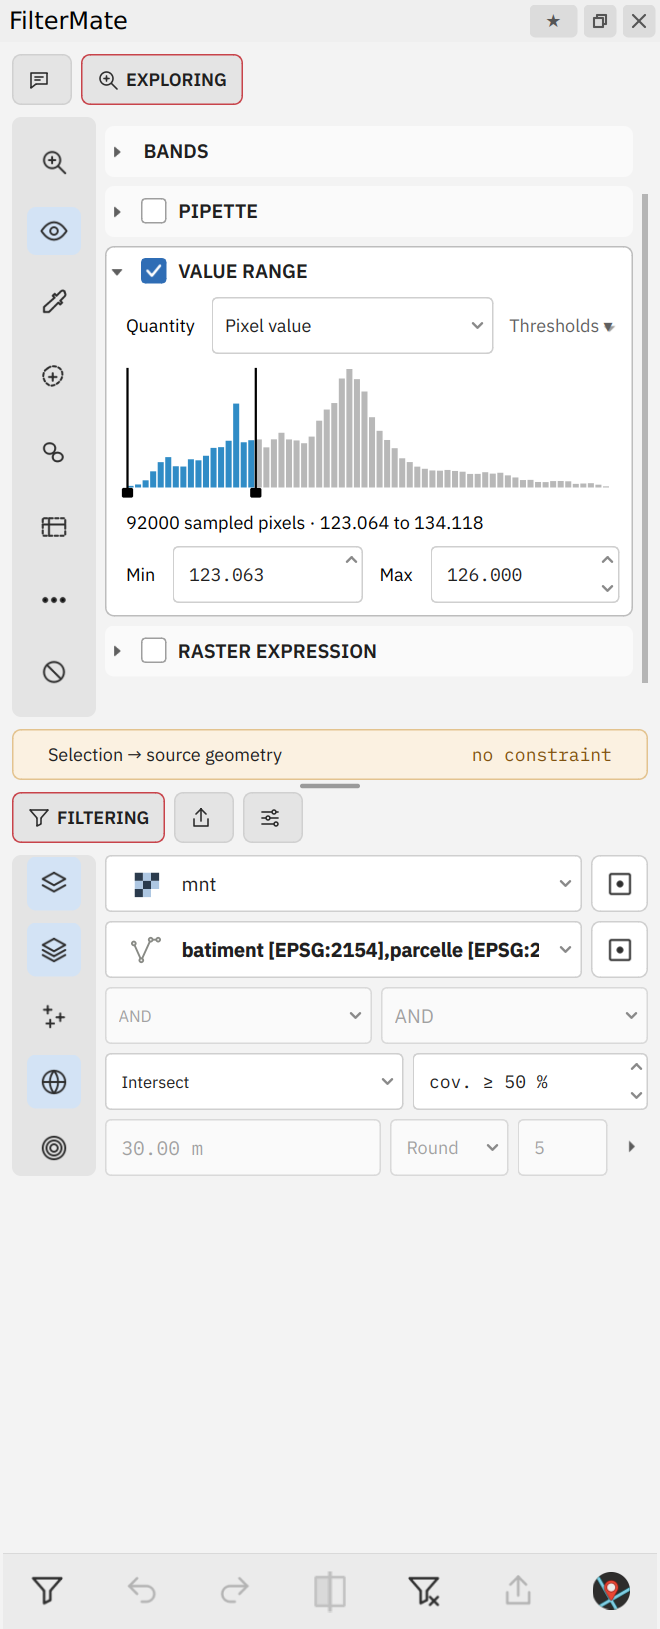 FilterMate
EXPLORING
BANDS
PIPETTE
VALUE RANGE
Quantity Pixel value Thresholds
92000 sampled pixels · 123.064 to 134.118
Min 123.063 Max 126.000
RASTER EXPRESSION
Selection → source geometry no constraint
FILTERING
mnt
batiment [EPSG:2154],parcelle [EPSG:2
AND AND
Intersect cov. ≥ 50 %
30.00 m Round 5